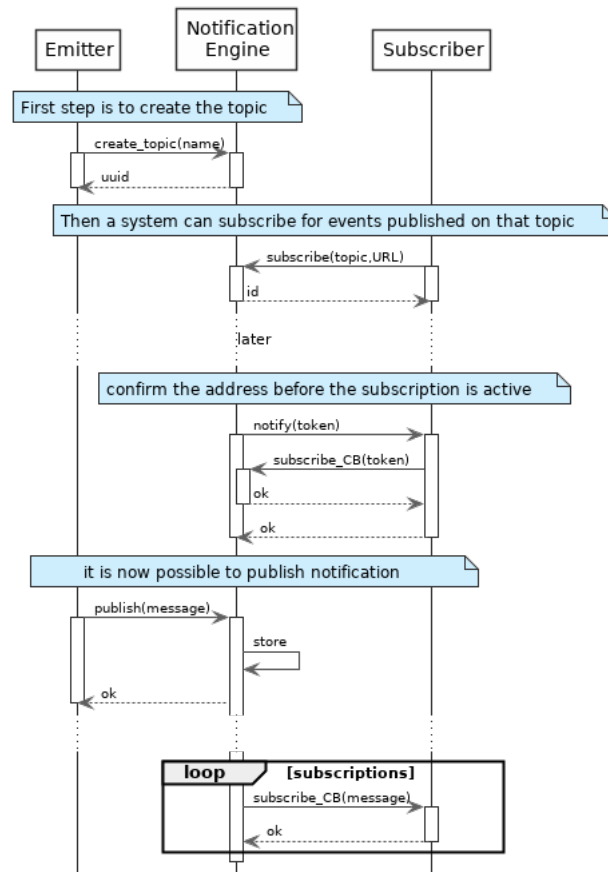 Emitter
Notification
Engine
Subscriber
First step is to create the topic
create_topic(name)
uuid
Then a system can subscribe for events published on that topic
subscribe(topic,URL)
id
later
confirm the address before the subscription is active
notify(token)
subscribe_CB(token)
ok
ok
it is now possible to publish notification
publish(message)
store
ok
loop [subscriptions]
subscribe_CB(message)
ok